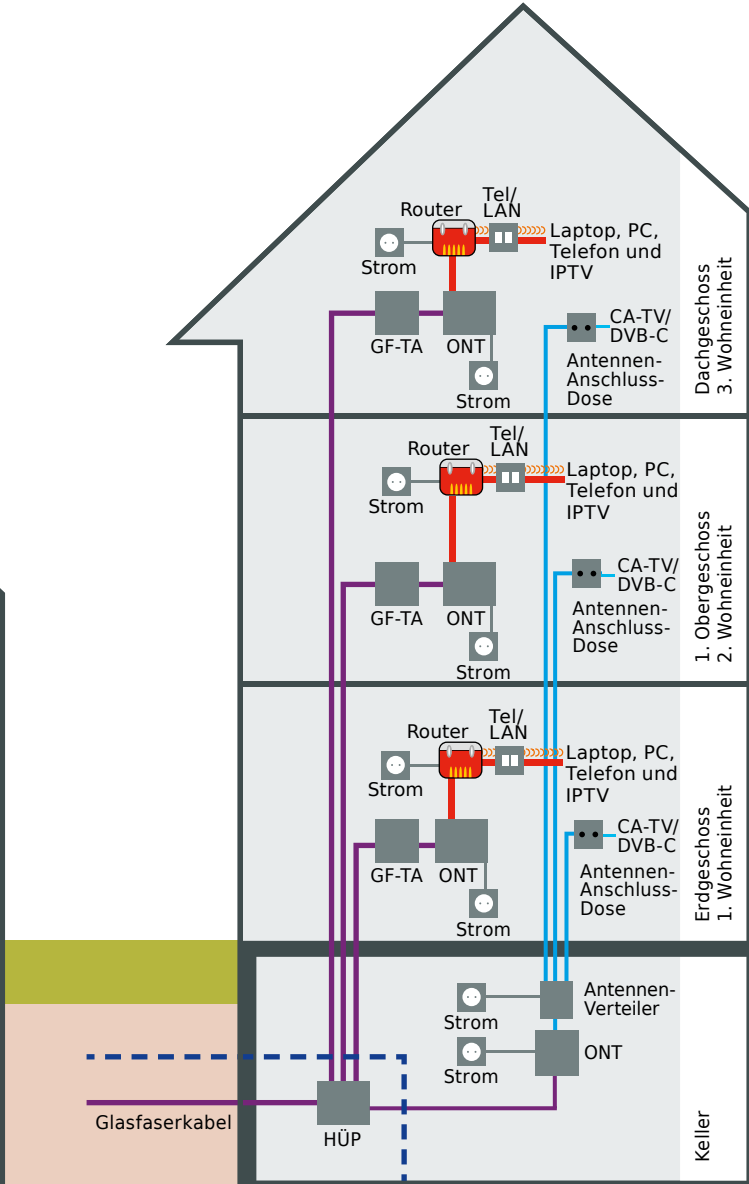 Tel/
LAN
Router
Laptop, PC,
Telefon und
IPTV
Strom
CA-TV/
DVB-C
GF-TA
ONT
Antennen-
Anschluss-
Dose
Strom
Dachgeschoss
3. Wohneinheit
Tel/
LAN
Router
Laptop, PC,
Telefon und
IPTV
Strom
CA-TV/
DVB-C
GF-TA
ONT
Antennen-
Anschluss-
Dose
Strom
1. Obergeschoss
2. Wohneinheit
Tel/
LAN
Router
Laptop, PC,
Telefon und
IPTV
Strom
CA-TV/
DVB-C
GF-TA
ONT
Antennen-
Anschluss-
Dose
Strom
Erdgeschoss
1. Wohneinheit
Antennen-
Verteiler
Strom
ONT
Strom
Glasfaserkabel
HÜP
Keller